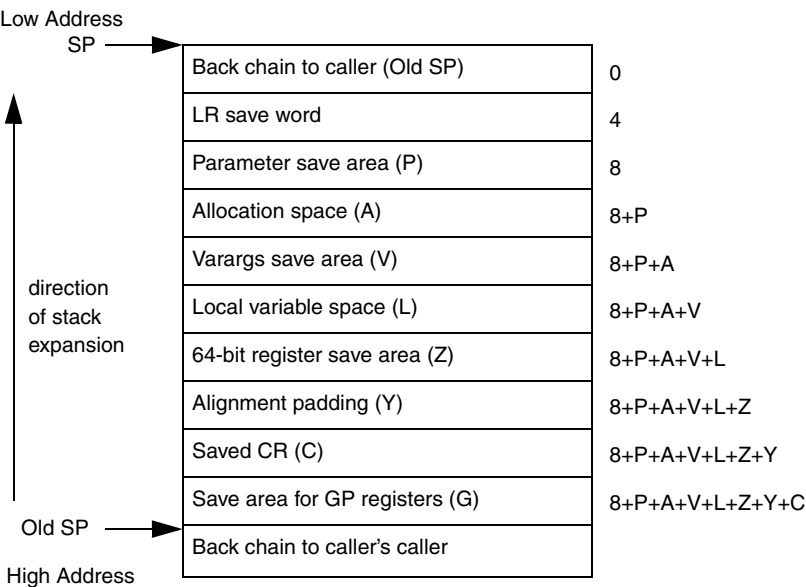 Low Address
SP
Back chain to caller (Old SP)
0
LR save word
4
Parameter save area (P)
8
Allocation space (A)
8+P
Varargs save area (V)
8+P+A
direction
of stack
expansion
Local variable space (L)
8+P+A+V
64-bit register save area (Z)
8+P+A+V+L
Alignment padding (Y)
8+P+A+V+L+Z
Saved CR (C)
8+P+A+V+L+Z+Y
Save area for GP registers (G)
8+P+A+V+L+Z+Y+C
Old SP
Back chain to caller's caller
High Address